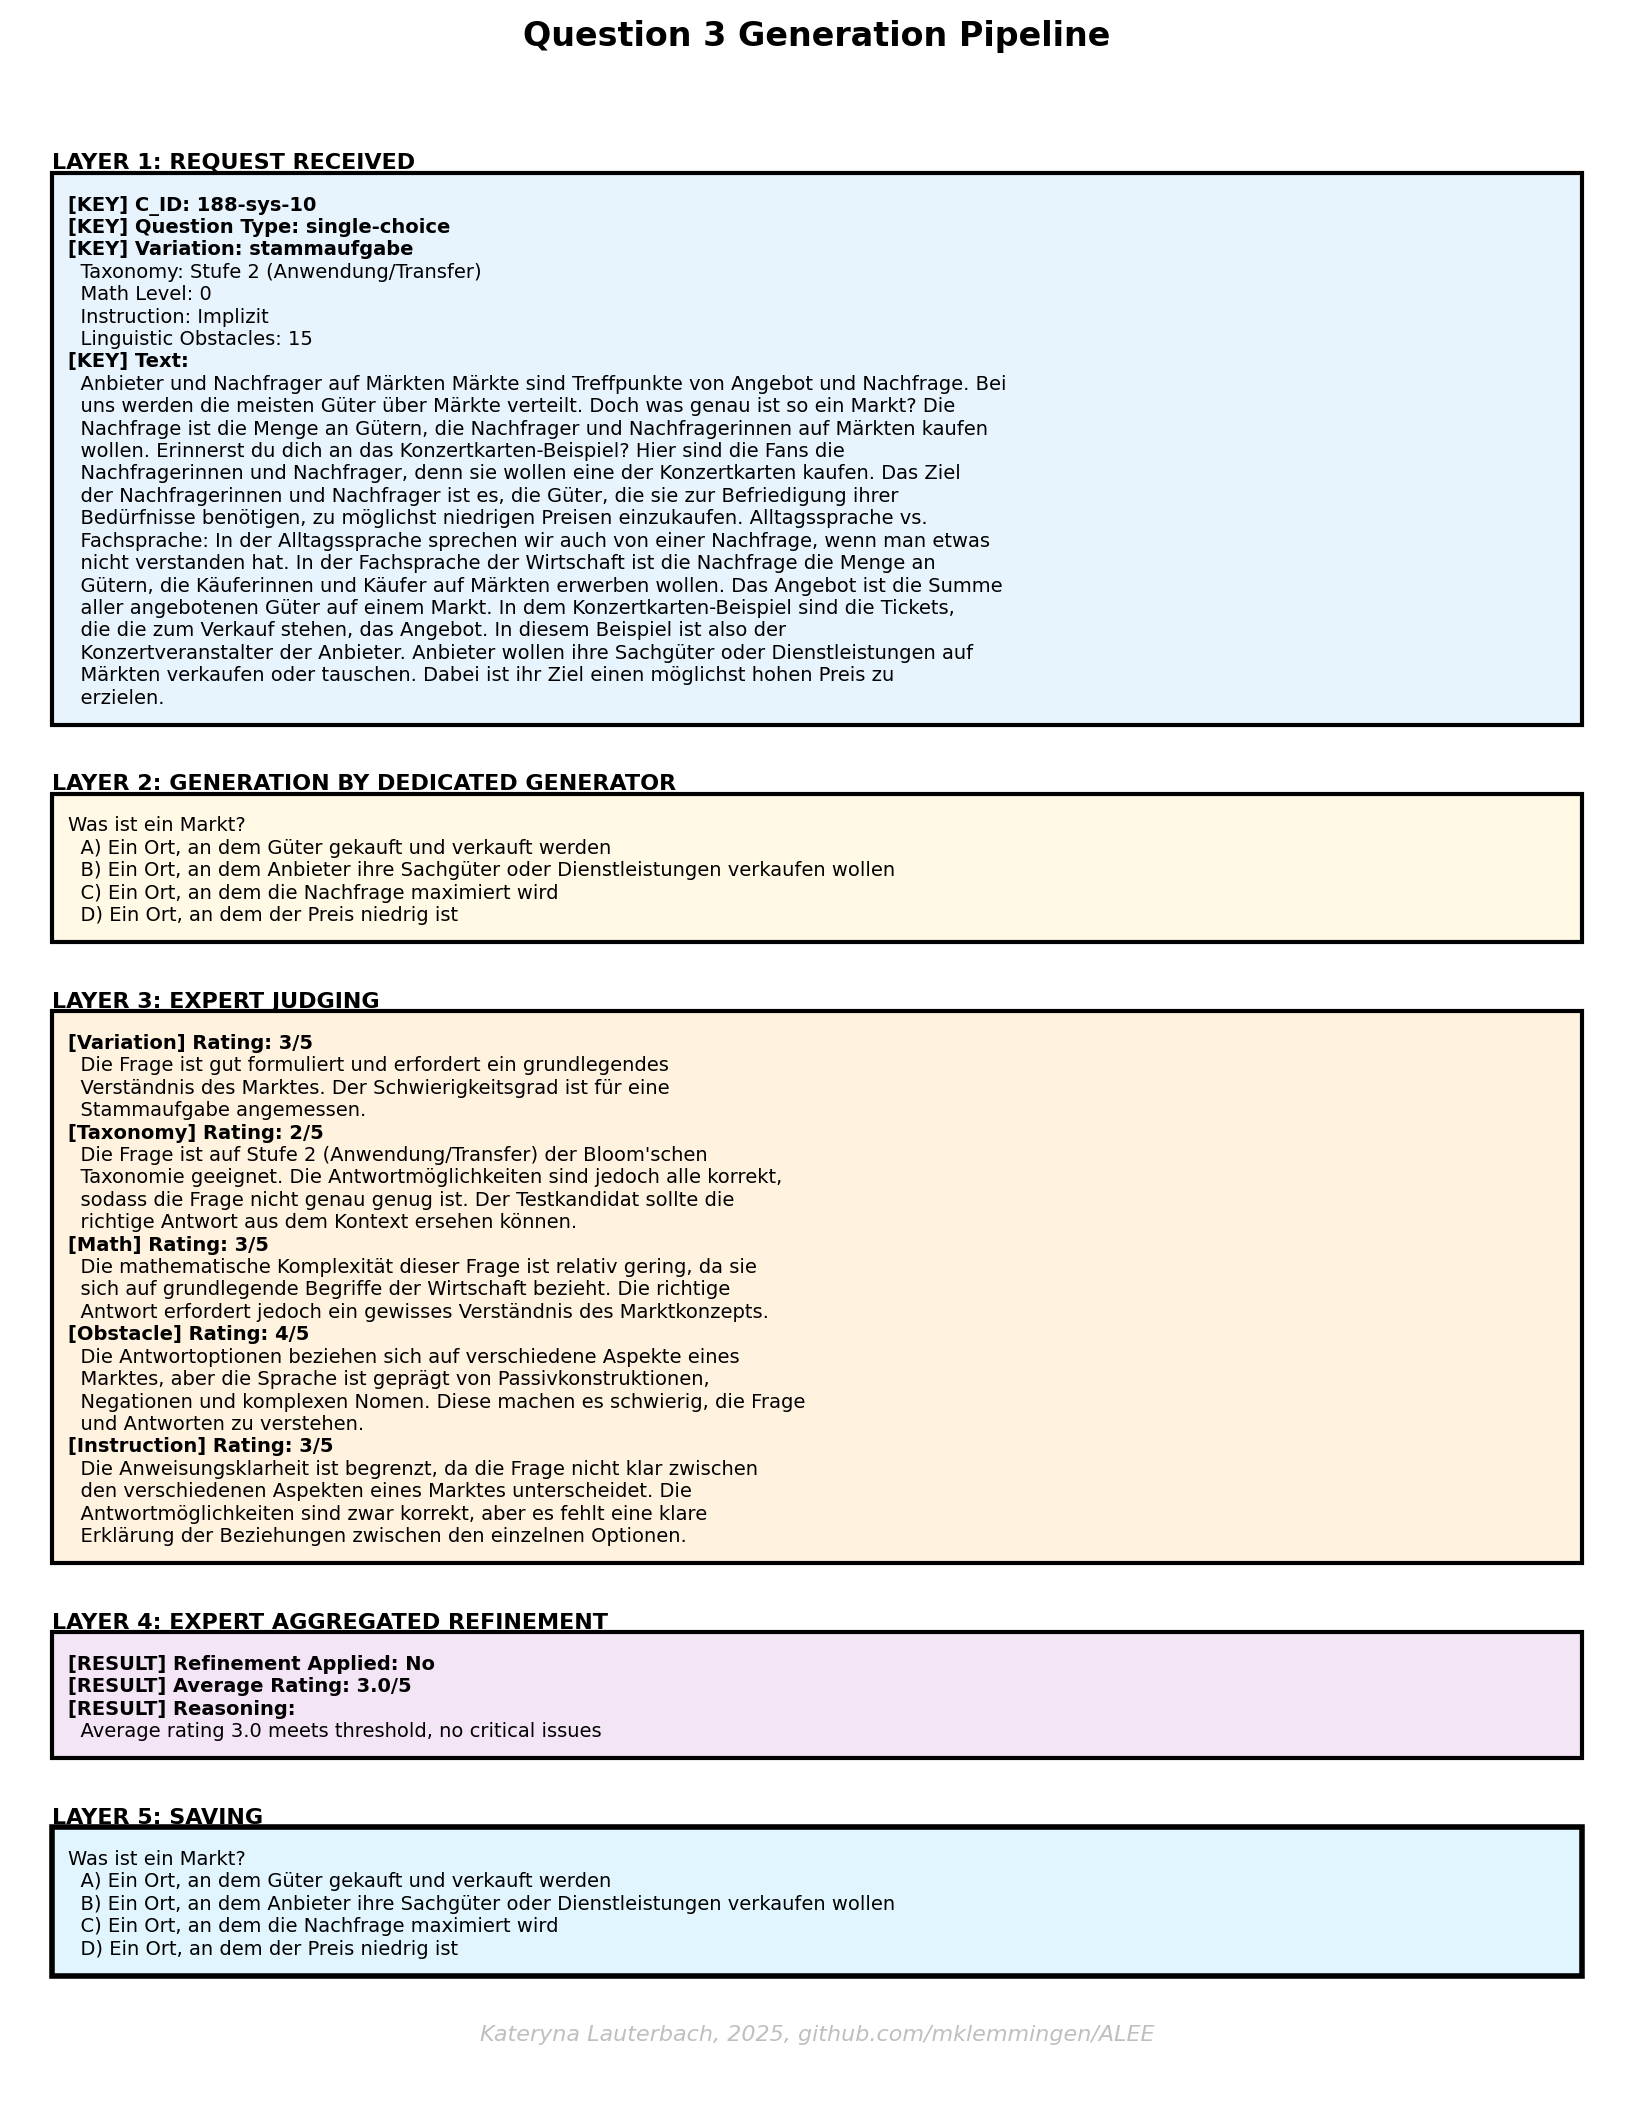 Question 3 Generation Pipeline
LAYER 1: REQUEST RECEIVED
[KEY] C_ID: 188-sys-10
[KEY] Question Type: single-choice
[KEY] Variation: stammaufgabe
Taxonomy: Stufe 2 (Anwendung/Transfer)
Math Level: 0
Instruction: Implizit
Linguistic Obstacles: 15
[KEY] Text:
Anbieter und Nachfrager auf Märkten Märkte sind Treffpunkte von Angebot und Nachfrage. Bei
uns werden die meisten Güter über Märkte verteilt. Doch was genau ist so ein Markt? Die
Nachfrage ist die Menge an Gütern, die Nachfrager und Nachfragerinnen auf Märkten kaufen
wollen. Erinnerst du dich an das Konzertkarten-Beispiel? Hier sind die Fans die
Nachfragerinnen und Nachfrager, denn sie wollen eine der Konzertkarten kaufen. Das Ziel
der Nachfragerinnen und Nachfrager ist es, die Güter, die sie zur Befriedigung ihrer
Bedürfnisse benötigen, zu möglichst niedrigen Preisen einzukaufen. Alltagssprache vs.
Fachsprache: In der Alltagssprache sprechen wir auch von einer Nachfrage, wenn man etwas
nicht verstanden hat. In der Fachsprache der Wirtschaft ist die Nachfrage die Menge an
Gütern, die Käuferinnen und Käufer auf Märkten erwerben wollen. Das Angebot ist die Summe
aller angebotenen Güter auf einem Markt. In dem Konzertkarten-Beispiel sind die Tickets,
die die zum Verkauf stehen, das Angebot. In diesem Beispiel ist also der
Konzertveranstalter der Anbieter. Anbieter wollen ihre Sachgüter oder Dienstleistungen auf
Märkten verkaufen oder tauschen. Dabei ist ihr Ziel einen möglichst hohen Preis zu
erzielen.
LAYER 2: GENERATION BY DEDICATED GENERATOR
Was ist ein Markt?
A) Ein Ort, an dem Güter gekauft und verkauft werden
B) Ein Ort, an dem Anbieter ihre Sachgüter oder Dienstleistungen verkaufen wollen
C) Ein Ort, an dem die Nachfrage maximiert wird
D) Ein Ort, an dem der Preis niedrig ist
LAYER 3: EXPERT JUDGING
[Variation] Rating: 3/5
Die Frage ist gut formuliert und erfordert ein grundlegendes
Verständnis des Marktes. Der Schwierigkeitsgrad ist für eine
Stammaufgabe angemessen.
[Taxonomy] Rating: 2/5
Die Frage ist auf Stufe 2 (Anwendung/Transfer) der Bloom'schen
Taxonomie geeignet. Die Antwortmöglichkeiten sind jedoch alle korrekt,
sodass die Frage nicht genau genug ist. Der Testkandidat sollte die
richtige Antwort aus dem Kontext ersehen können.
[Math] Rating: 3/5
Die mathematische Komplexität dieser Frage ist relativ gering, da sie
sich auf grundlegende Begriffe der Wirtschaft bezieht. Die richtige
Antwort erfordert jedoch ein gewisses Verständnis des Marktkonzepts.
[Obstacle] Rating: 4/5
Die Antwortoptionen beziehen sich auf verschiedene Aspekte eines
Marktes, aber die Sprache ist geprägt von Passivkonstruktionen,
Negationen und komplexen Nomen. Diese machen es schwierig, die Frage
und Antworten zu verstehen.
[Instruction] Rating: 3/5
Die Anweisungsklarheit ist begrenzt, da die Frage nicht klar zwischen
den verschiedenen Aspekten eines Marktes unterscheidet. Die
Antwortmöglichkeiten sind zwar korrekt, aber es fehlt eine klare
Erklärung der Beziehungen zwischen den einzelnen Optionen.
LAYER 4: EXPERT AGGREGATED REFINEMENT
[RESULT] Refinement Applied: No
[RESULT] Average Rating: 3.0/5
[RESULT] Reasoning:
Average rating 3.0 meets threshold, no critical issues
LAYER 5: SAVING
Was ist ein Markt?
A) Ein Ort, an dem Güter gekauft und verkauft werden
B) Ein Ort, an dem Anbieter ihre Sachgüter oder Dienstleistungen verkaufen wollen
C) Ein Ort, an dem die Nachfrage maximiert wird
D) Ein Ort, an dem der Preis niedrig ist
Kateryna Lauterbach, 2025, github.com/mklemmingen/ALEE